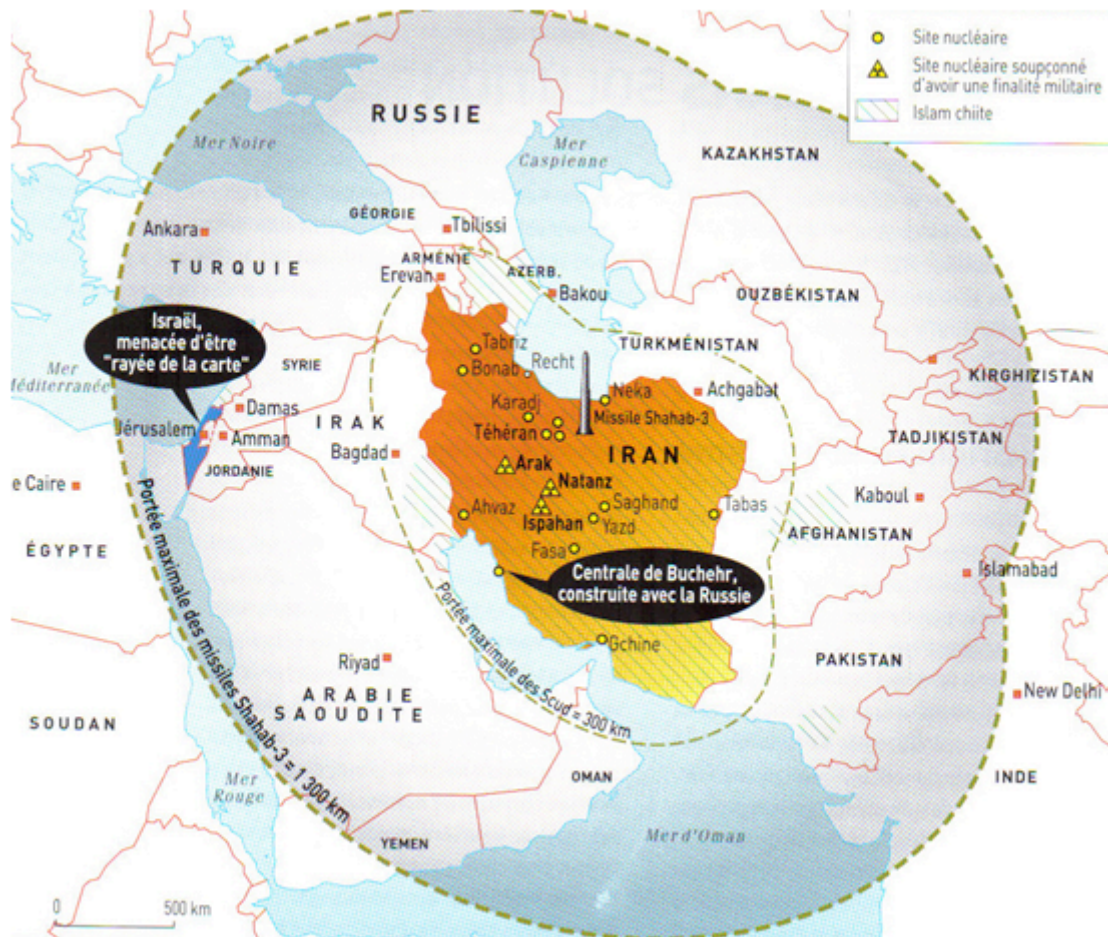 Site nucléaire
Site nucléaire soupçonné
d'avoir une finalité militaire
Islam chiite
RUSSIE
Mer Noire
Mer
Caspienne
KAZAKHSTAN
GÉORGIE
Tbilissi
Ankara
TURQUIE
ARMÉNIE
Erevan
AZERB.
Bakou
OUZBÉKISTAN
Israël,
menacée d'être
"rayée de la carte"
Tabriz
Bonab
Recht
TURKMÉNISTAN
KIRGHIZISTAN
Mer
Méditerranée
SYRIE
Damas
Karadj
Neka
Achgabat
Missile Shahab-3
Jérusalem
Amman
IRAK
Téhéran
IRAN
TADJIKISTAN
Bagdad
JORDANIE
Arak
Natanz
e Caire
Ahvaz
Saghand
Tabas
Kaboul
Ispahan
Yazd
AFGHANISTAN
ÉGYPTE
Fasa
Islamabad
Centrale de Buchehr,
construite avec la Russie
Portée maximale des missiles Shahab-3 = 1 300 km
Portée maximale des Scud = 300 km
Gchine
Riyad
PAKISTAN
ARABIE
SAOUDITE
New Delhi
SOUDAN
Mer
Rouge
OMAN
INDE
YEMEN
Mer d'Oman
0 500 km